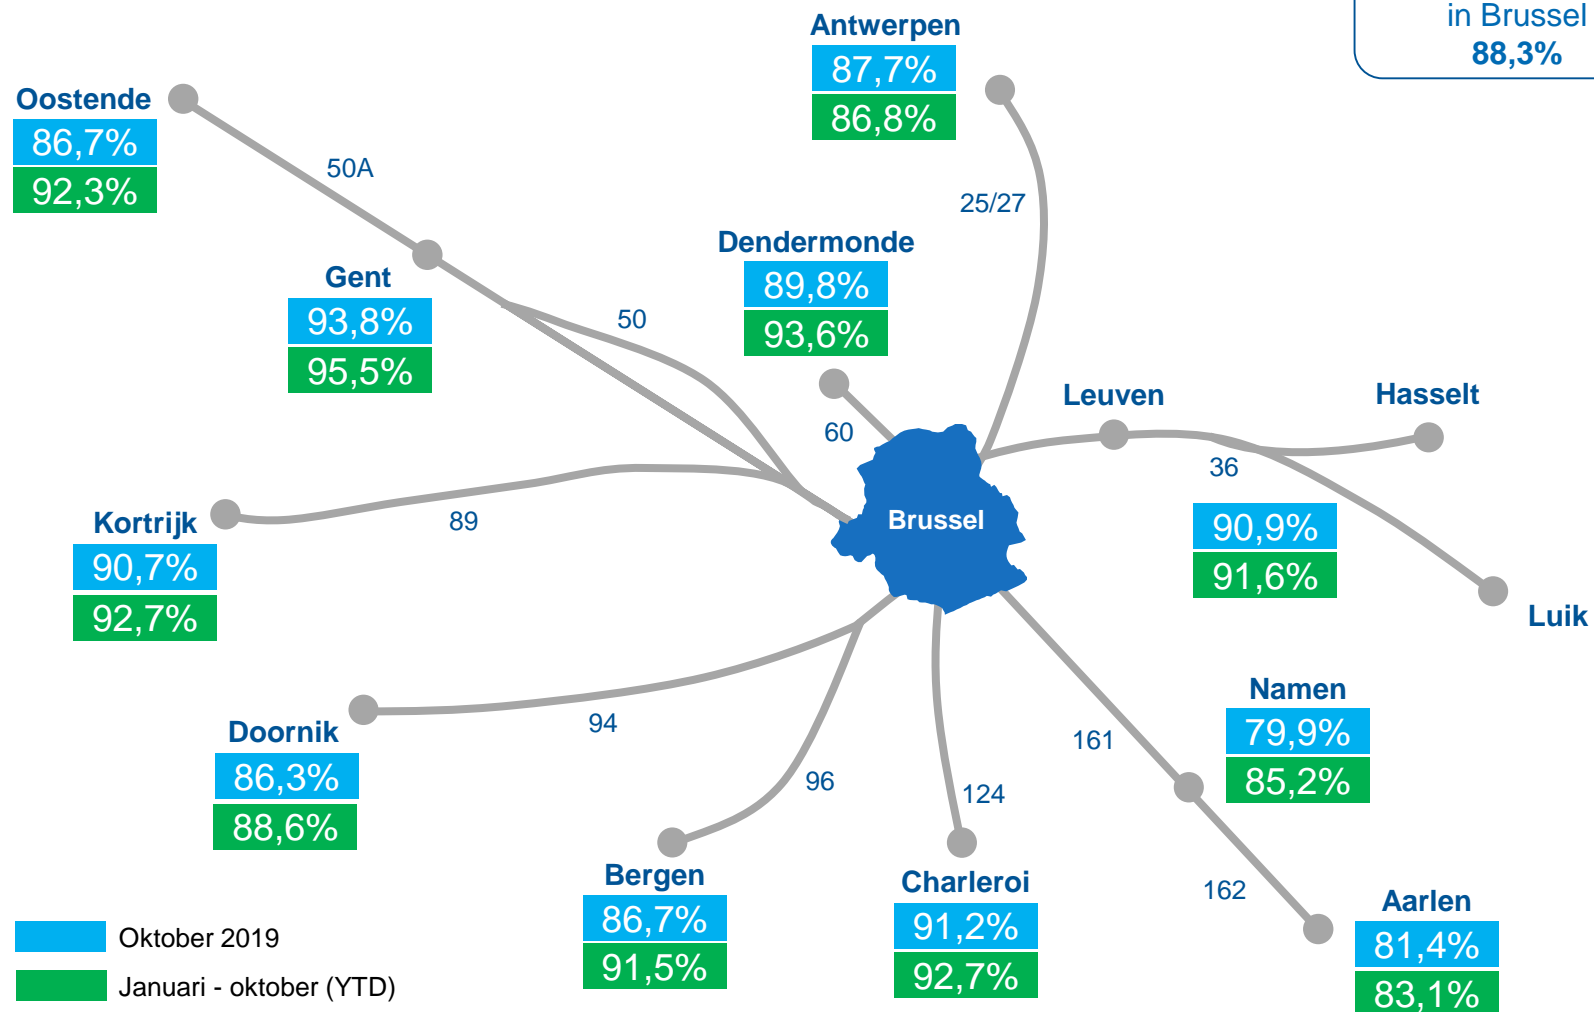 in Brussel
88,3%
Antwerpen
87,7%
86,8%
Oostende
86,7%
92,3%
50A
25/27
Dendermonde
89,8%
93,6%
Gent
93,8%
95,5%
50
60
Leuven
Hasselt
36
90,9%
91,6%
Luik
Brussel
Kortrijk
90,7%
92,7%
89
Doornik
86,3%
88,6%
94
96
124
161
Namen
79,9%
85,2%
162
Bergen
86,7%
91,5%
Charleroi
91,2%
92,7%
Aarlen
81,4%
83,1%
Oktober 2019
Januari - oktober (YTD)